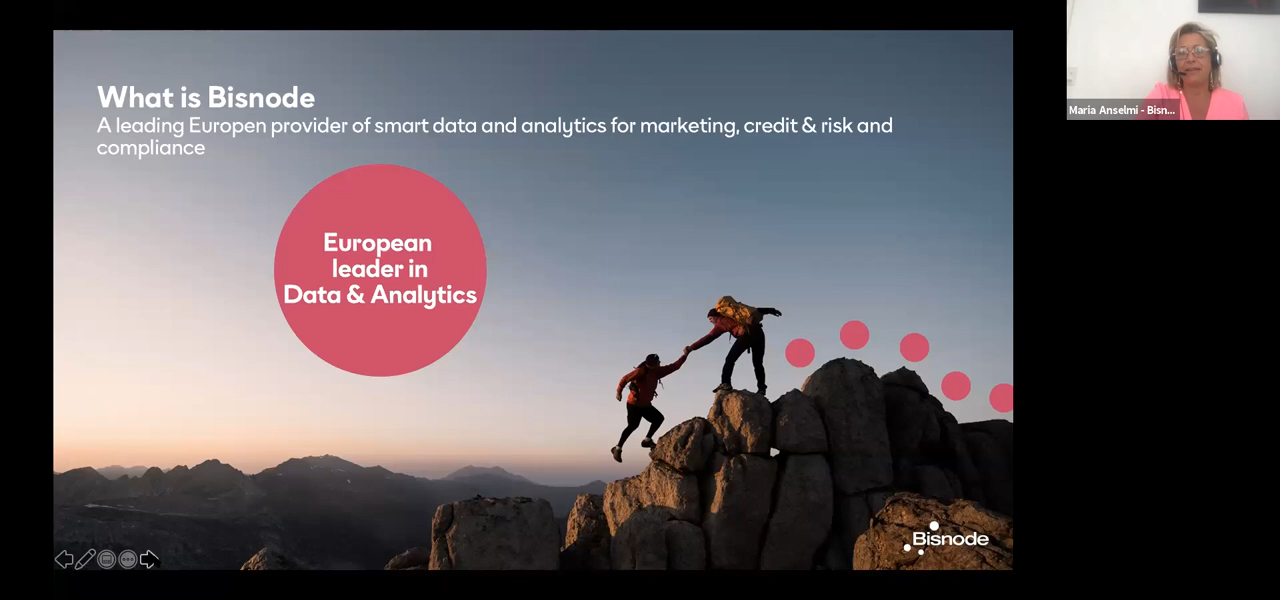 What is Bisnode
A leading Europen provider of smart data and analytics for marketing, credit & risk and
compliance
European
leader in
Data & Analytics
Bisnode
Maria Anselmi - Bisn...